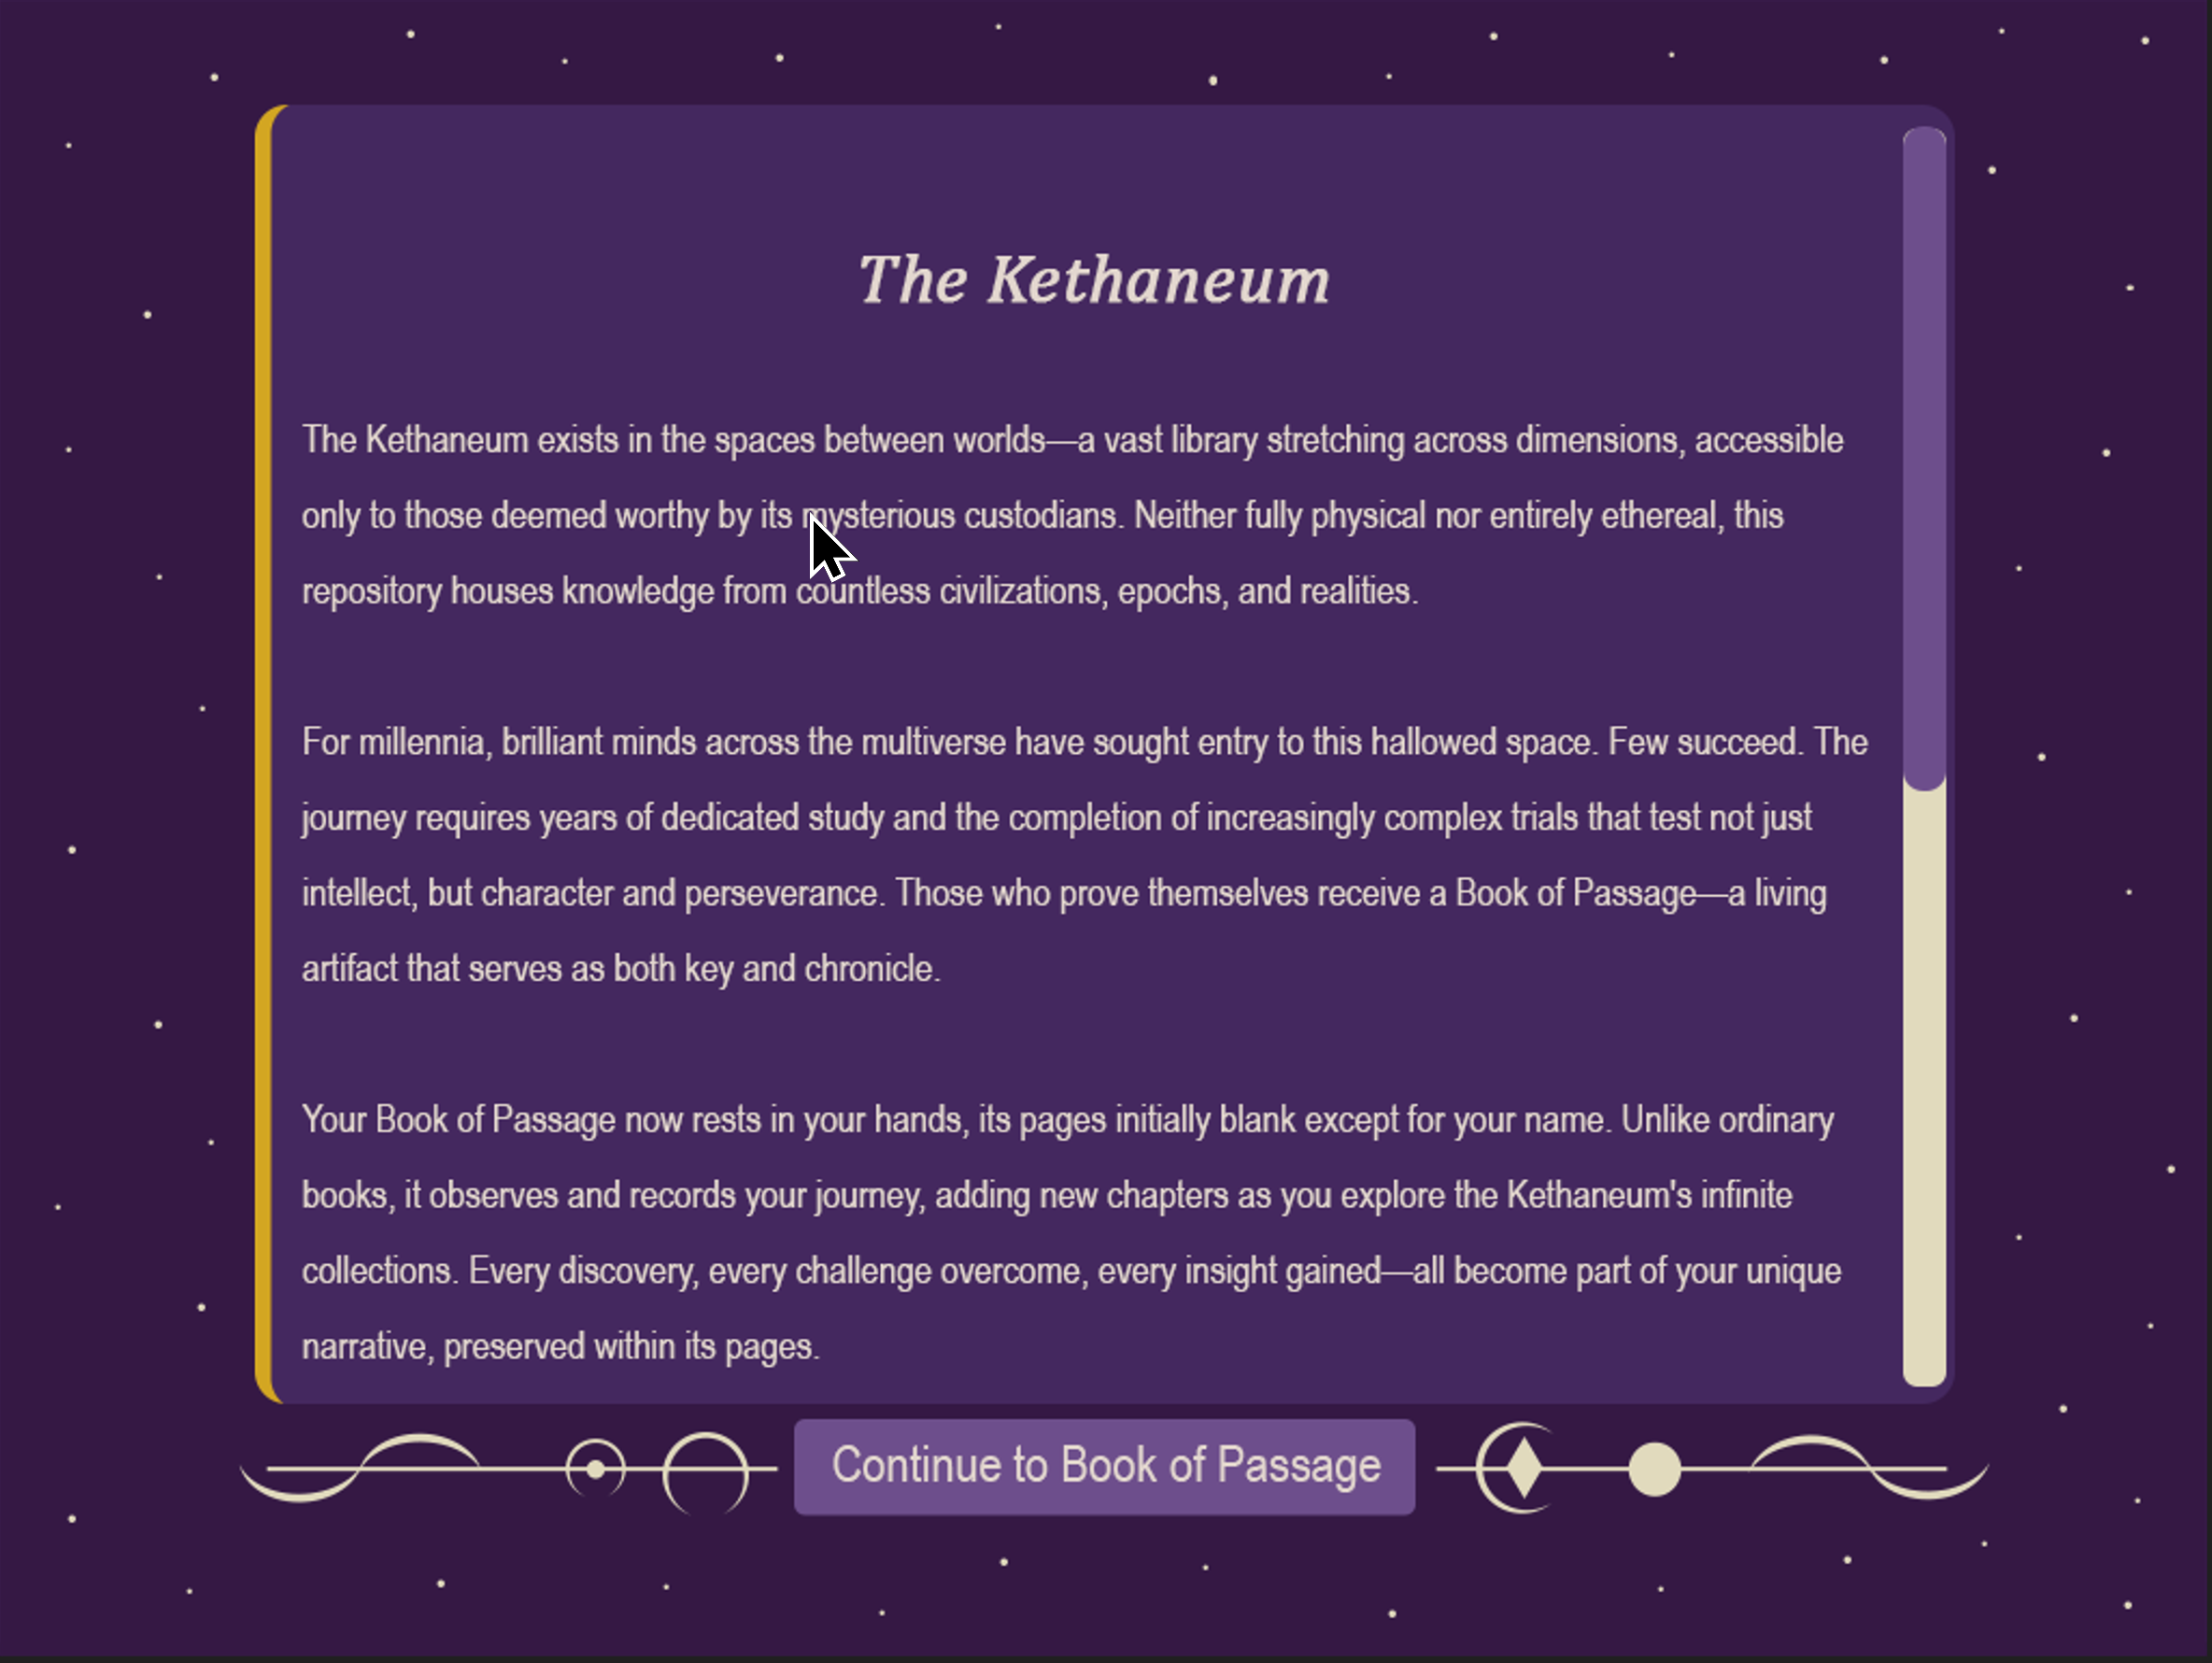 The Kethaneum
The Kethaneum exists in the spaces between worlds—a vast library stretching across dimensions, accessible
only to those deemed worthy by its mysterious custodians. Neither fully physical nor entirely ethereal, this
repository houses knowledge from countless civilizations, epochs, and realities.
For millennia, brilliant minds across the multiverse have sought entry to this hallowed space. Few succeed. The
journey requires years of dedicated study and the completion of increasingly complex trials that test not just
intellect, but character and perseverance. Those who prove themselves receive a Book of Passage—a living
artifact that serves as both key and chronicle.
Your Book of Passage now rests in your hands, its pages initially blank except for your name. Unlike ordinary
books, it observes and records your journey, adding new chapters as you explore the Kethaneum's infinite
collections. Every discovery, every challenge overcome, every insight gained—all become part of your unique
narrative, preserved within its pages.
Continue to Book of Passage